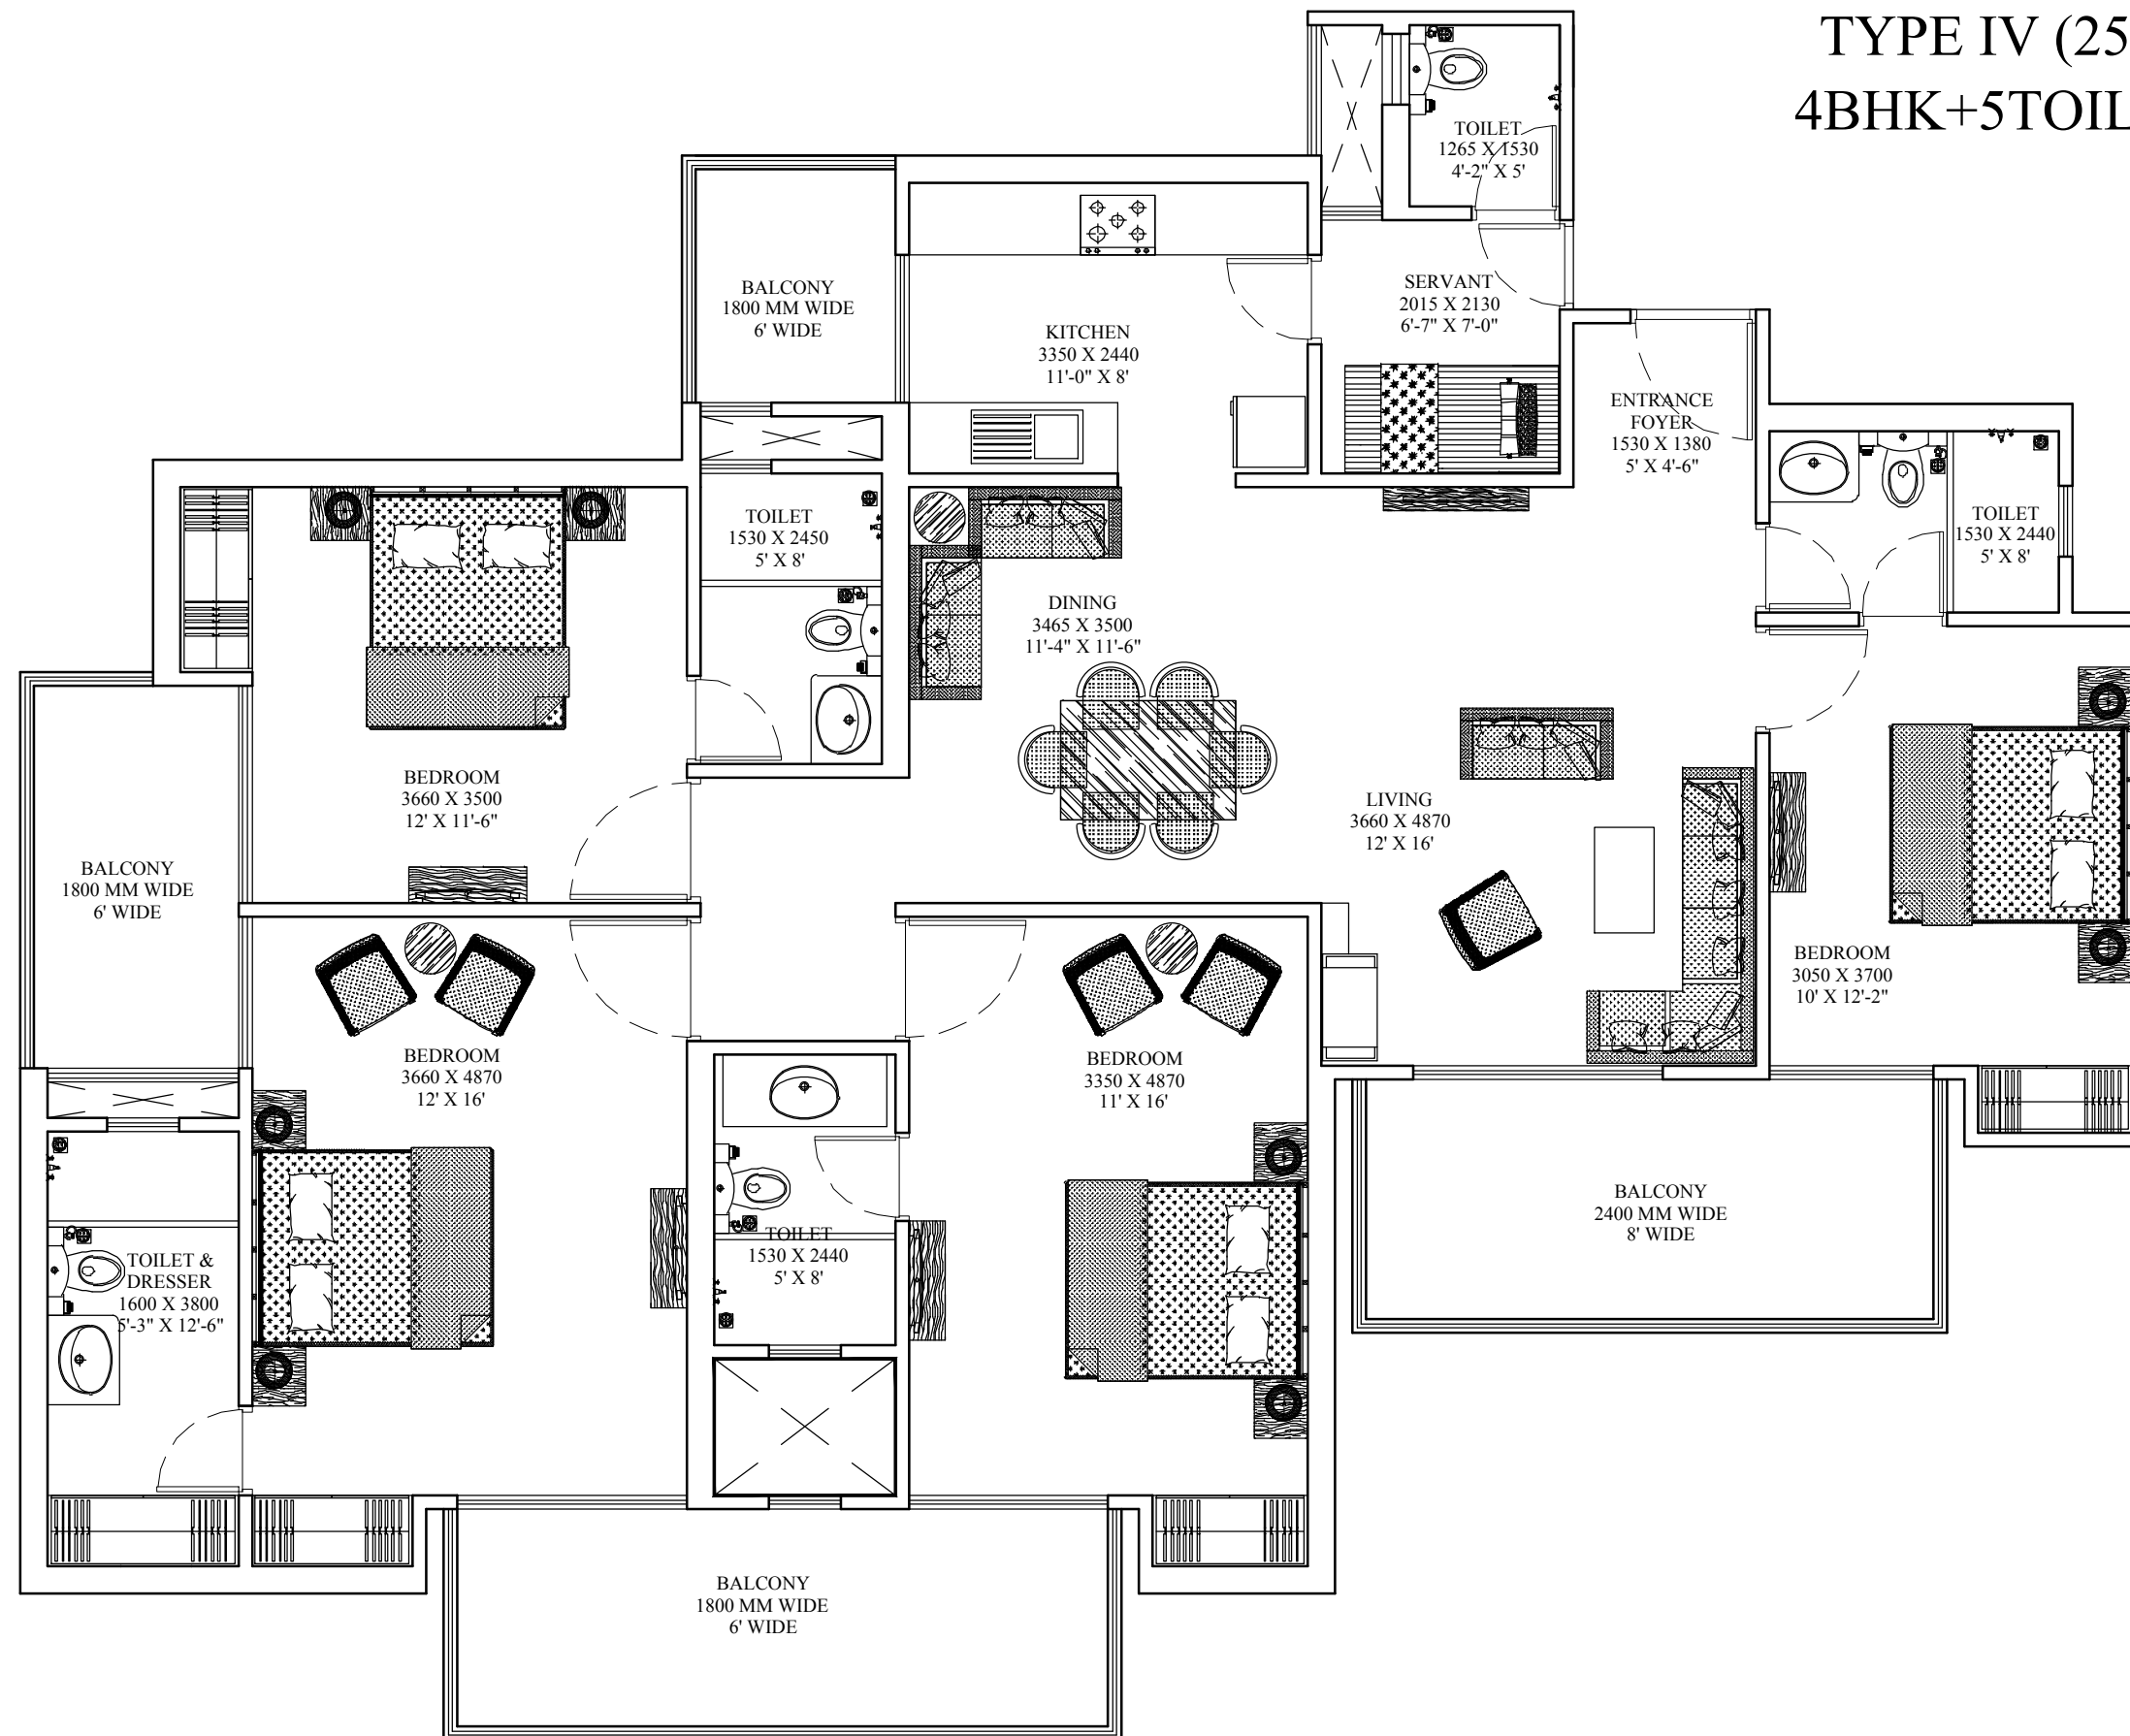 TYPE IV (25
4BHK+5TOIL
TOILET
1265 X 1530
4'-2" X 5'
BALCONY
1800 MM WIDE
6' WIDE
KITCHEN
3350 X 2440
11'-0" X 8'
SERVANT
2015 X 2130
6'-7" X 7'-0"
ENTRANCE
FOYER
1530 X 1380
5' X 4'-6"
TOILET
1530 X 2450
5' X 8'
TOILET
1530 X 2440
5' X 8'
DINING
3465 X 3500
11'-4" X 11'-6"
BEDROOM
3660 X 3500
12' X 11'-6"
LIVING
3660 X 4870
12' X 16'
BALCONY
1800 MM WIDE
6' WIDE
BEDROOM
3050 X 3700
10' X 12'-2"
BEDROOM
3660 X 4870
12' X 16'
BEDROOM
3350 X 4870
11' X 16'
BALCONY
2400 MM WIDE
8' WIDE
TOILET &
DRESSER
1600 X 3800
5'-3" X 12'-6"
TOILET
1530 X 2440
5' X 8'
BALCONY
1800 MM WIDE
6' WIDE